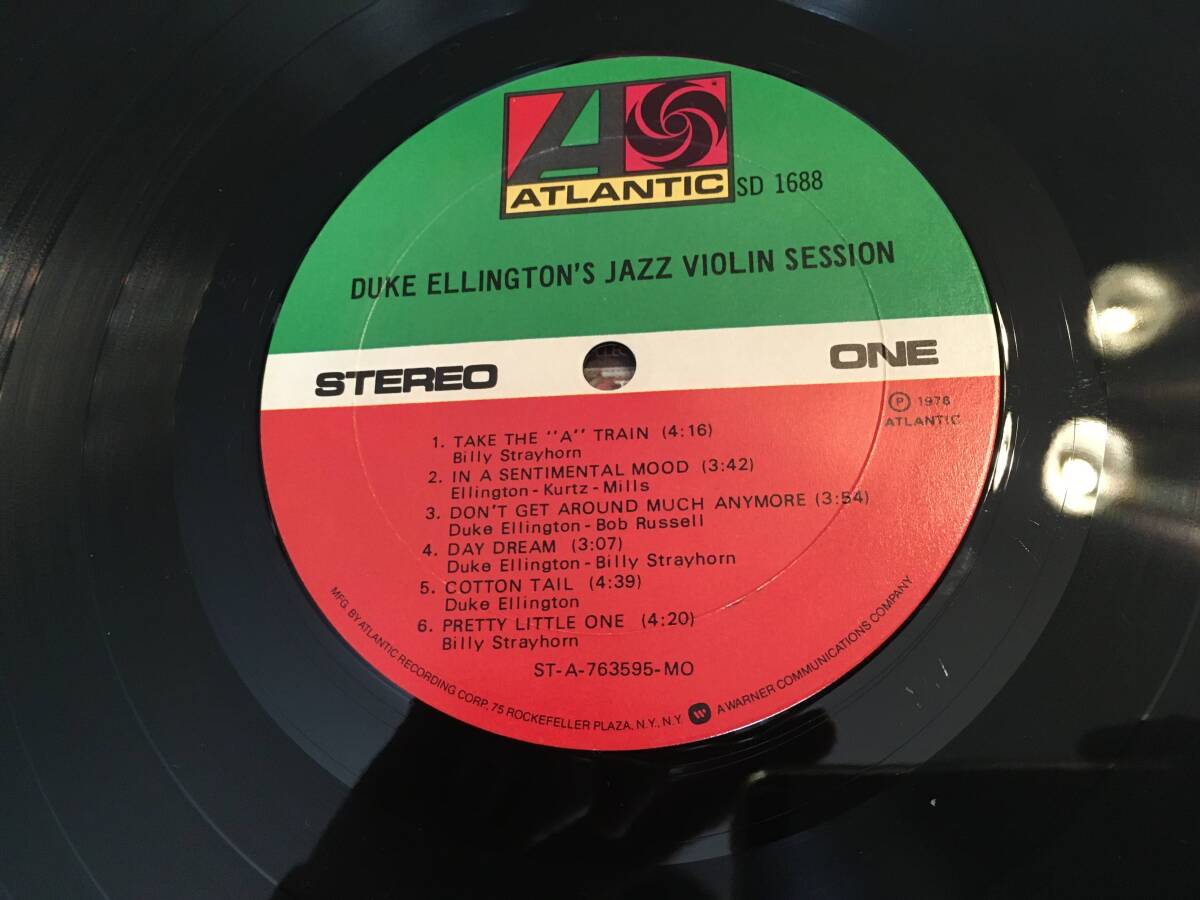 ATLANTIC
SD 1688
DUKE ELLINGTON'S JAZZ VIOLIN SESSION
STEREO
ONE
Ⓟ 1976
ATLANTIC
1. TAKE THE "A" TRAIN (4:16)
Billy Strayhorn
2. IN A SENTIMENTAL MOOD (3:42)
Ellington-Kurtz-Mills
3. DON'T GET AROUND MUCH ANYMORE (3:54)
Duke Ellington-Bob Russell
4. DAY DREAM (3:07)
Duke Ellington-Billy Strayhorn
5. COTTON TAIL (4:39)
Duke Ellington
6. PRETTY LITTLE ONE (4:20)
Billy Strayhorn
ST-A-763595-MO
MFG. BY ATLANTIC RECORDING CORP., 75 ROCKEFELLER PLAZA, N.Y., N.Y. A WARNER COMMUNICATIONS COMPANY